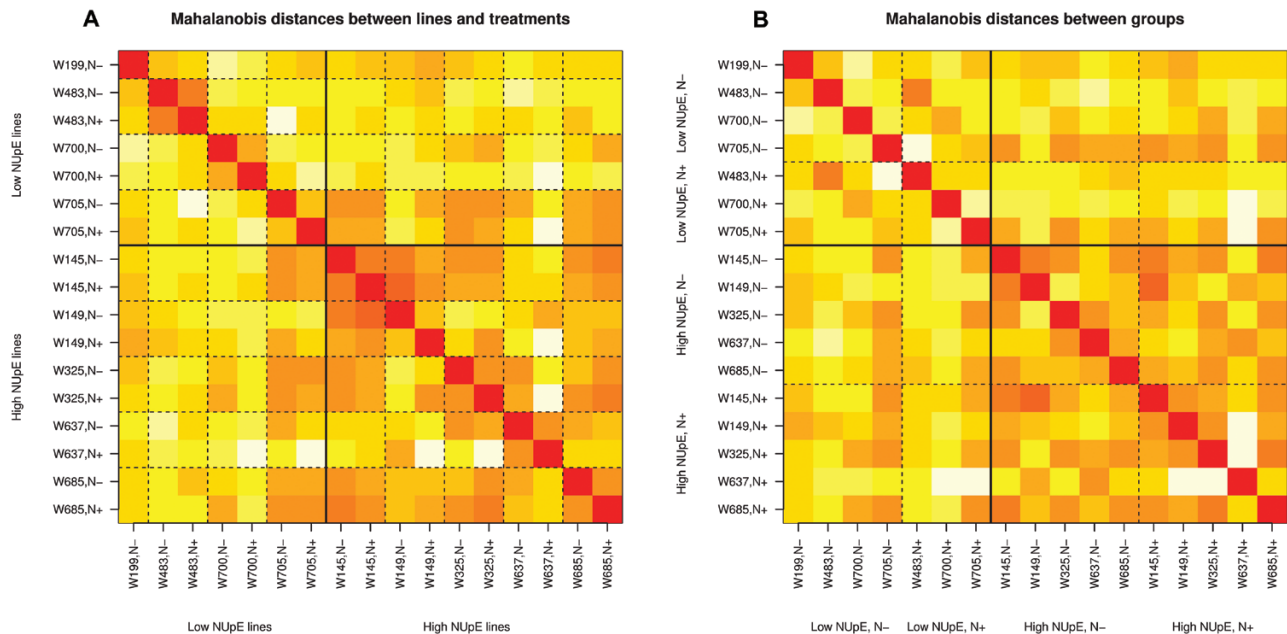 A
Mahalanobis distances between lines and treatments
W199,N−
W483,N−
W483,N+
W700,N−
W700,N+
W705,N−
W705,N+
W145,N−
W145,N+
W149,N−
W149,N+
W325,N−
W325,N+
W637,N−
W637,N+
W685,N−
W685,N+
Low NUpE lines
High NUpE lines
W199,N−
W483,N−
W483,N+
W700,N−
W700,N+
W705,N−
W705,N+
W145,N−
W145,N+
W149,N−
W149,N+
W325,N−
W325,N+
W637,N−
W637,N+
W685,N−
W685,N+
Low NUpE lines
High NUpE lines
B
Mahalanobis distances between groups
W199,N−
W483,N−
W700,N−
W705,N−
W483,N+
W700,N+
W705,N+
W145,N−
W149,N−
W325,N−
W637,N−
W685,N−
W145,N+
W149,N+
W325,N+
W637,N+
W685,N+
Low NUpE, N−
Low NUpE, N+
High NUpE, N−
High NUpE, N+
W199,N−
W483,N−
W700,N−
W705,N−
W483,N+
W700,N+
W705,N+
W145,N−
W149,N−
W325,N−
W637,N−
W685,N−
W145,N+
W149,N+
W325,N+
W637,N+
W685,N+
Low NUpE, N−
Low NUpE, N+
High NUpE, N−
High NUpE, N+